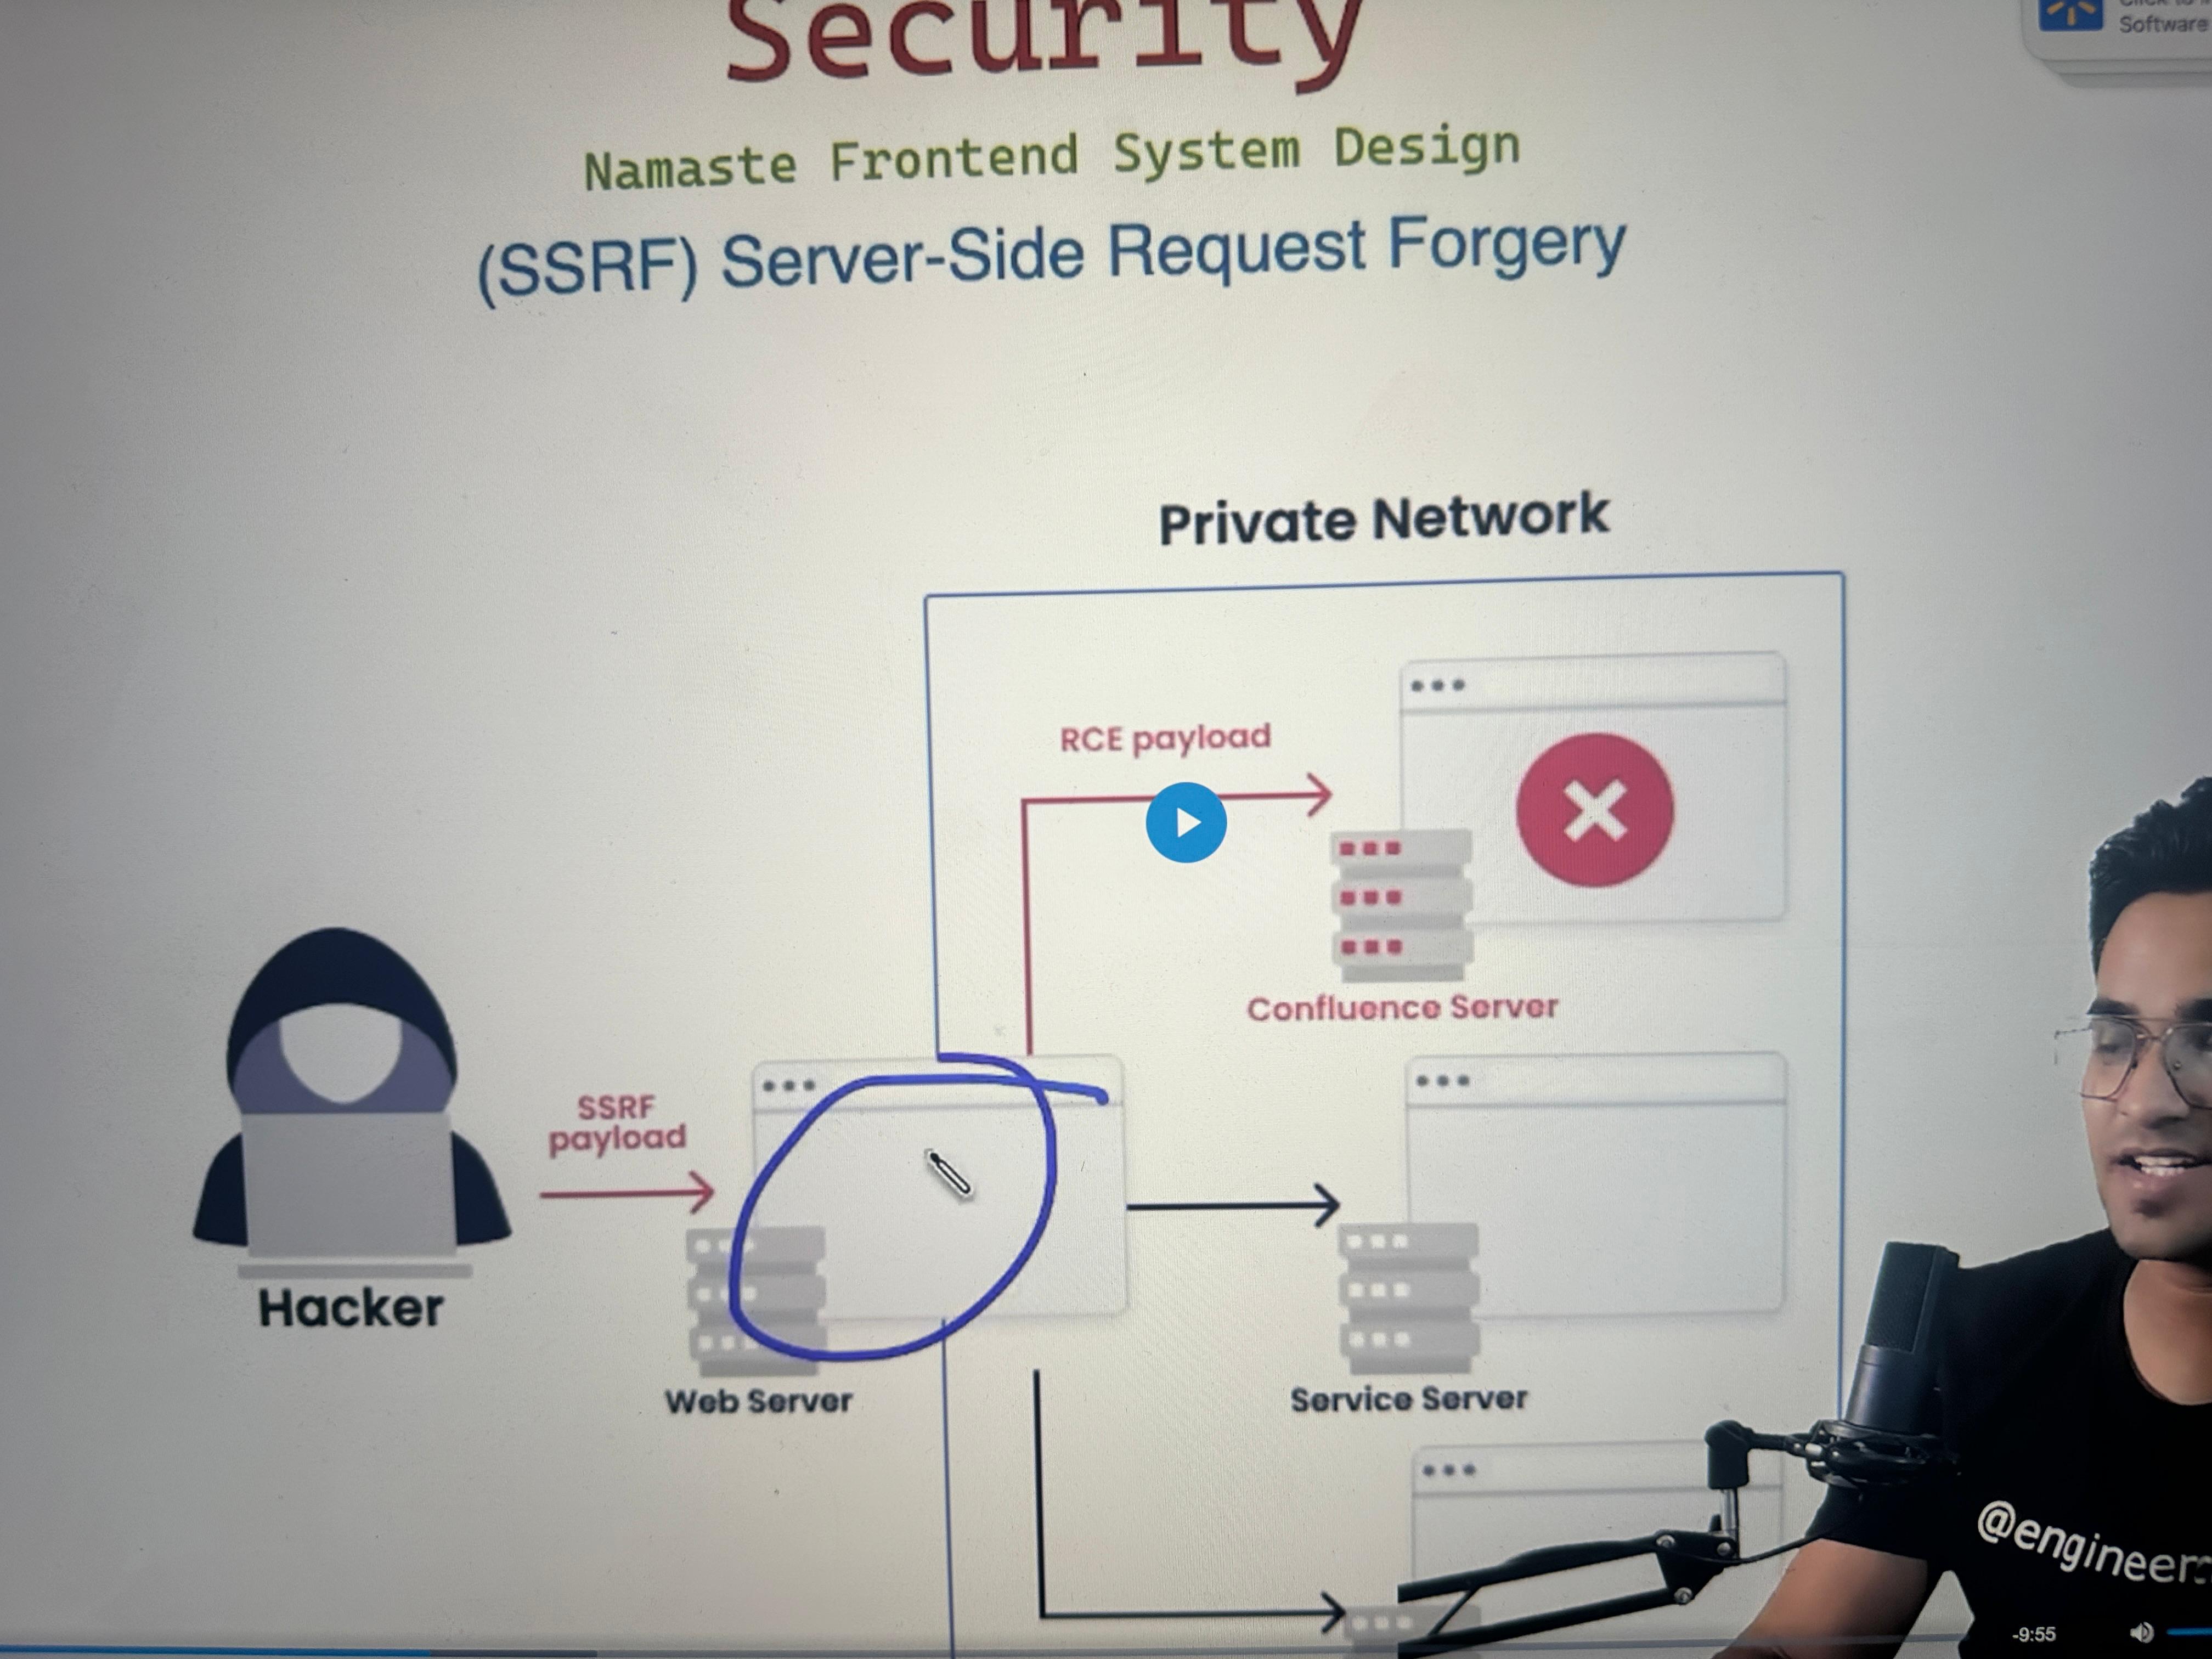 Security
Software
Namaste Frontend System Design
(SSRF) Server-Side Request Forgery
Private Network
RCE payload
Confluence Server
SSRF
payload
Hacker
Web Server
Service Server
-9:55